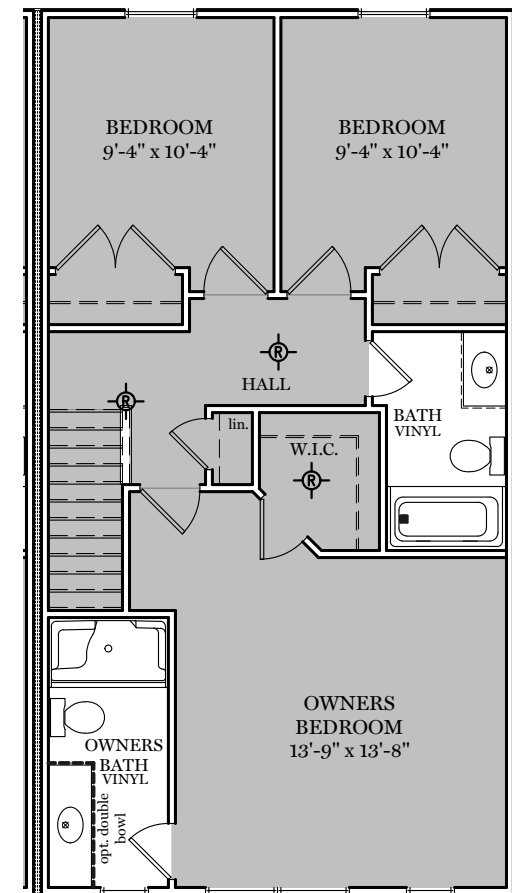 BEDROOM
9'-4" x 10'-4"
BEDROOM
9'-4" x 10'-4"
R
HALL
R
lin.
BATH
VINYL
W.I.C.
R
OWNERS
BEDROOM
13'-9" x 13'-8"
OWNERS
BATH
VINYL
opt. double
bowl